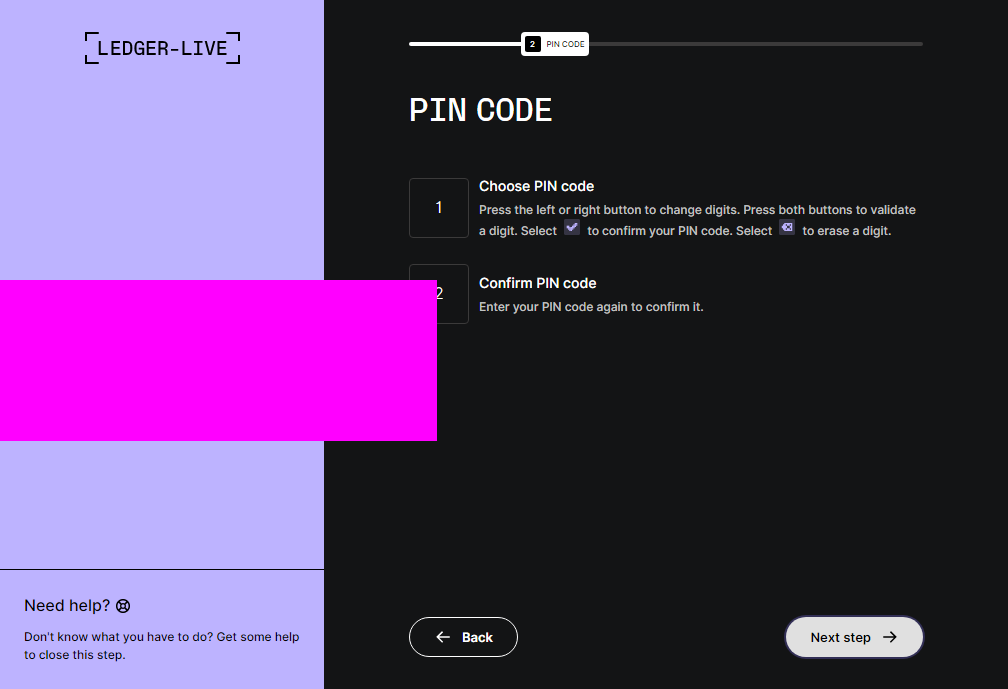 LEDGER-LIVE
2 PIN CODE
PIN CODE
1
Choose PIN code
Press the left or right button to change digits. Press both buttons to validate
a digit. Select to confirm your PIN code. Select to erase a digit.
2
Confirm PIN code
Enter your PIN code again to confirm it.
Need help?
Don't know what you have to do? Get some help
to close this step.
Back
Next step